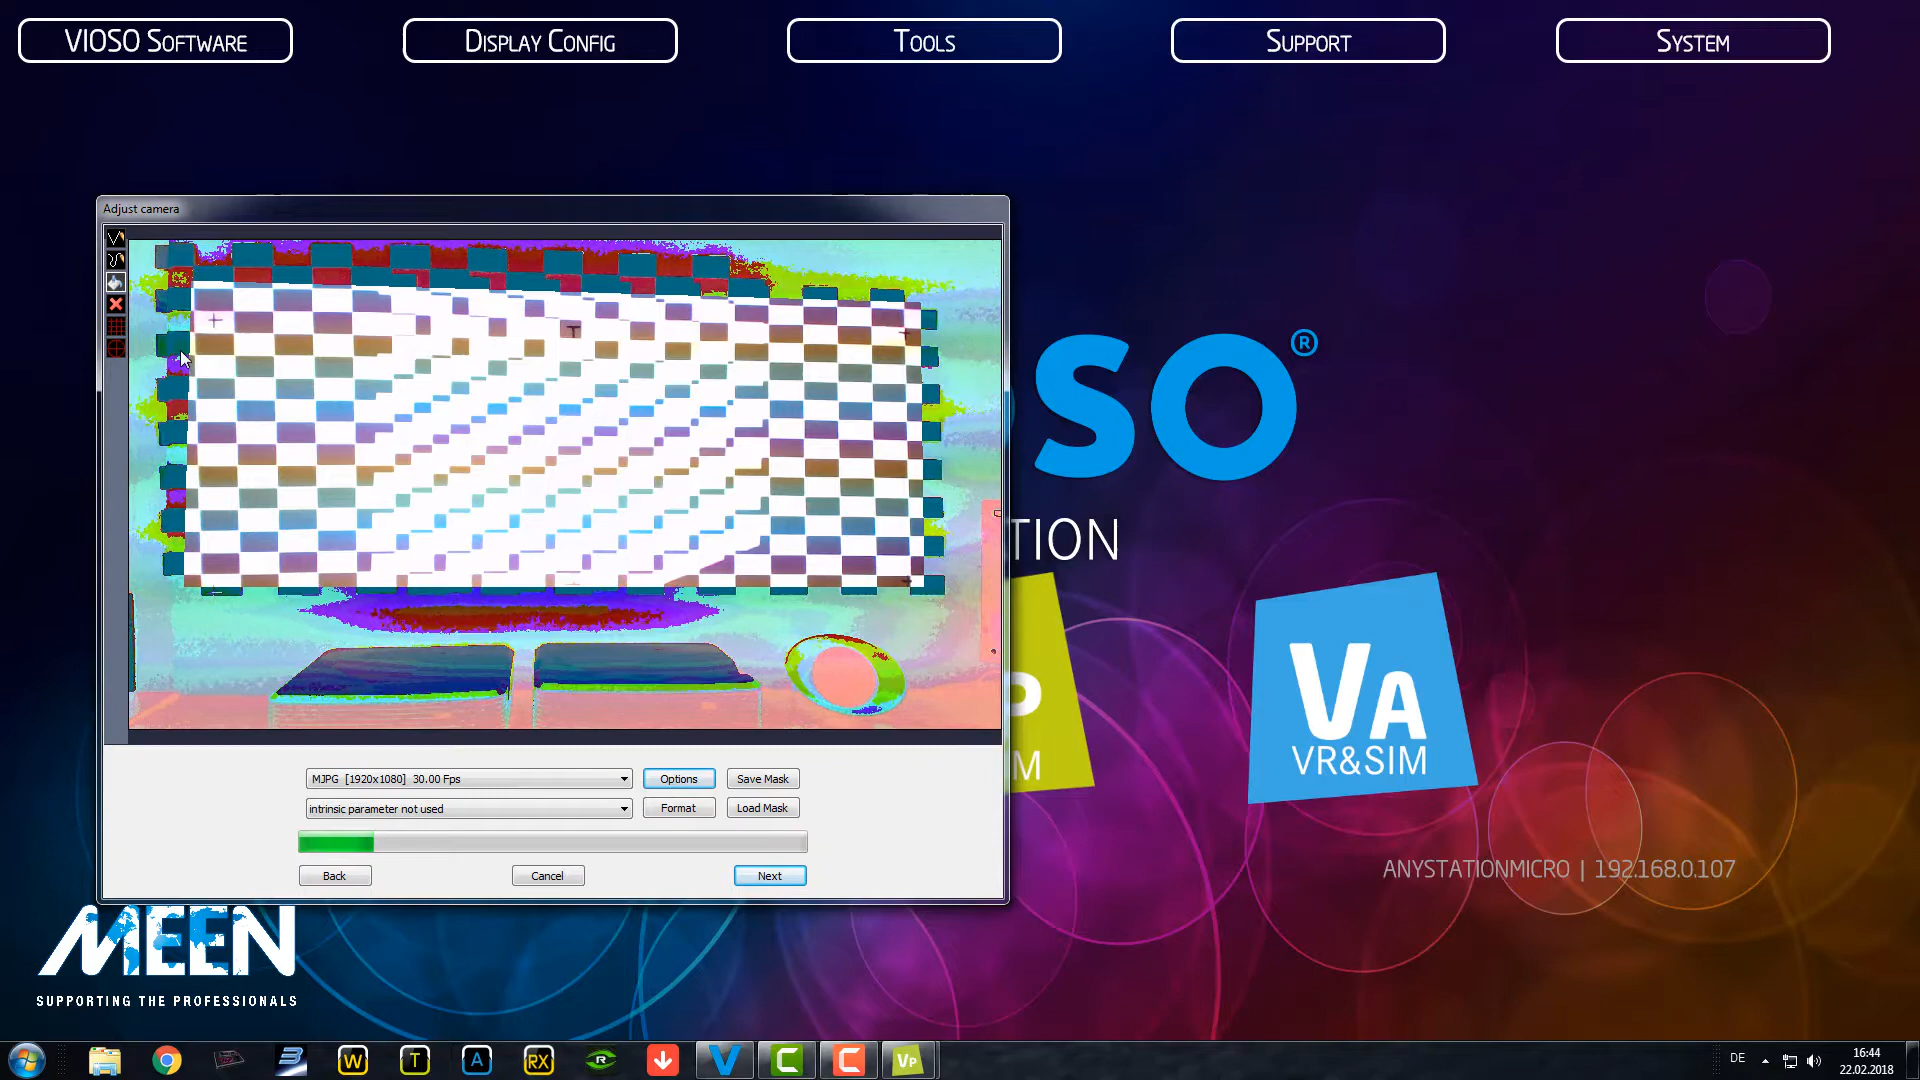 VIOSO Software
Display Config
Tools
Support
System
Adjust camera
T
MJPG [1920x1080] 30.00 Fps
Options
Save Mask
intrinsic parameter not used
Format
Load Mask
Back
Cancel
Next
SO®
TION
P
M
VA
VR&SIM
ANYSTATIONMICRO | 192.168.0.107
MEEN
SUPPORTING THE PROFESSIONALS
W
T
A
RX
R
V
C
C
VP
DE
16:44
22.02.2018